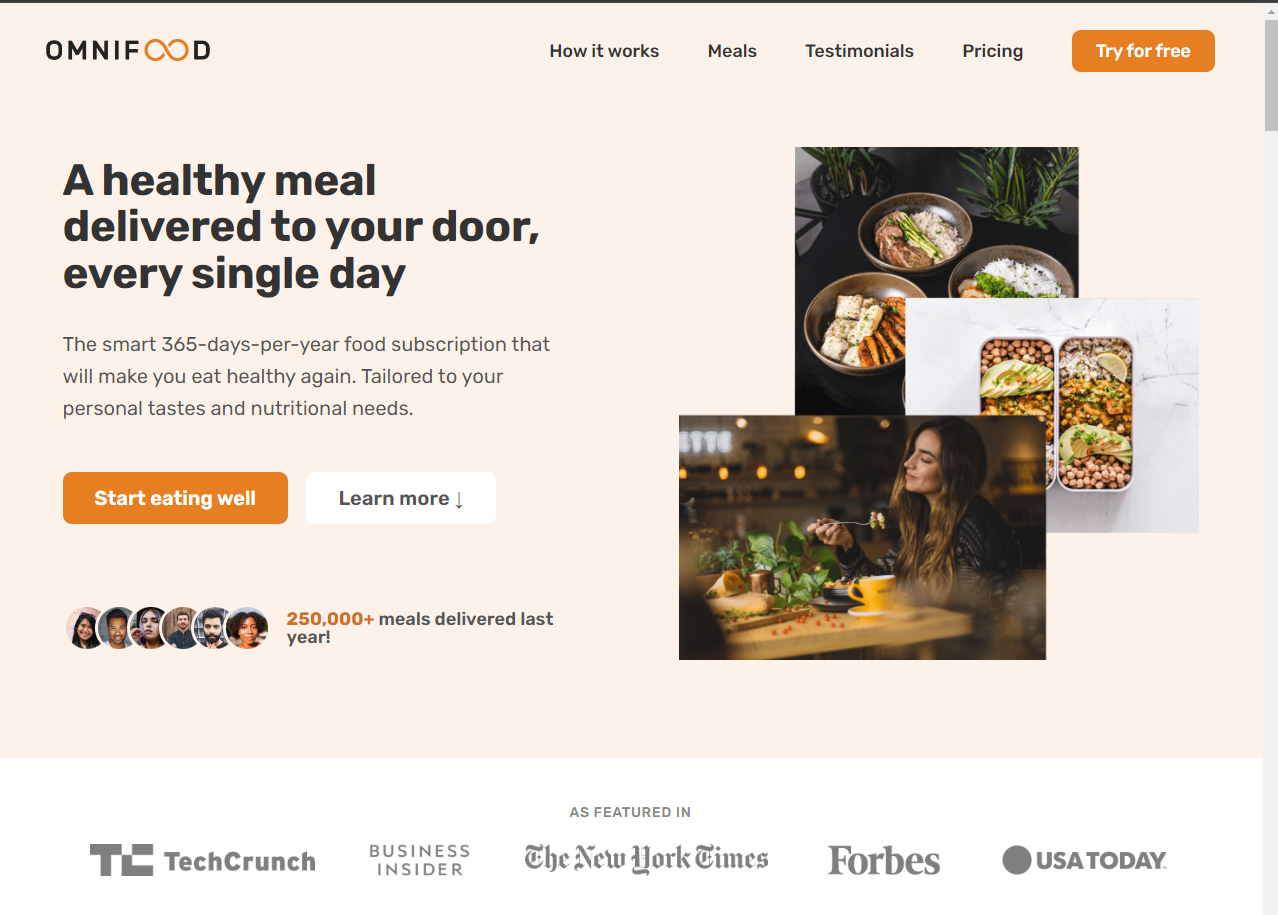 OMNIFOOD
How it works
Meals
Testimonials
Pricing
Try for free
A healthy meal
delivered to your door,
every single day
The smart 365-days-per-year food subscription that
will make you eat healthy again. Tailored to your
personal tastes and nutritional needs.
Start eating well
Learn more ↓
250,000+ meals delivered last
year!
ETTE
AS FEATURED IN
TC TechCrunch
BUSINESS
INSIDER
The New York Times
Forbes
USA TODAY